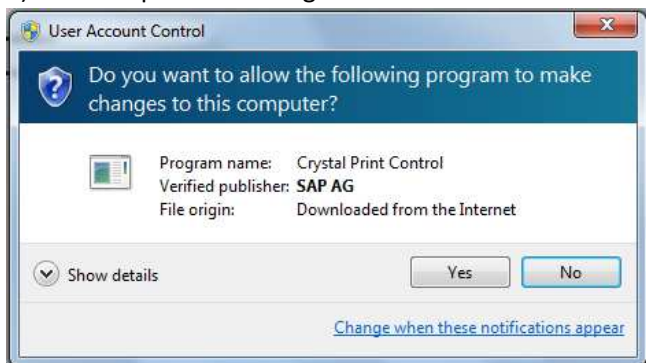 User Account Control
Do you want to allow the following program to make
changes to this computer?
Program name: Crystal Print Control
Verified publisher: SAP AG
File origin: Downloaded from the Internet
Show details
Yes
No
Change when these notifications appear